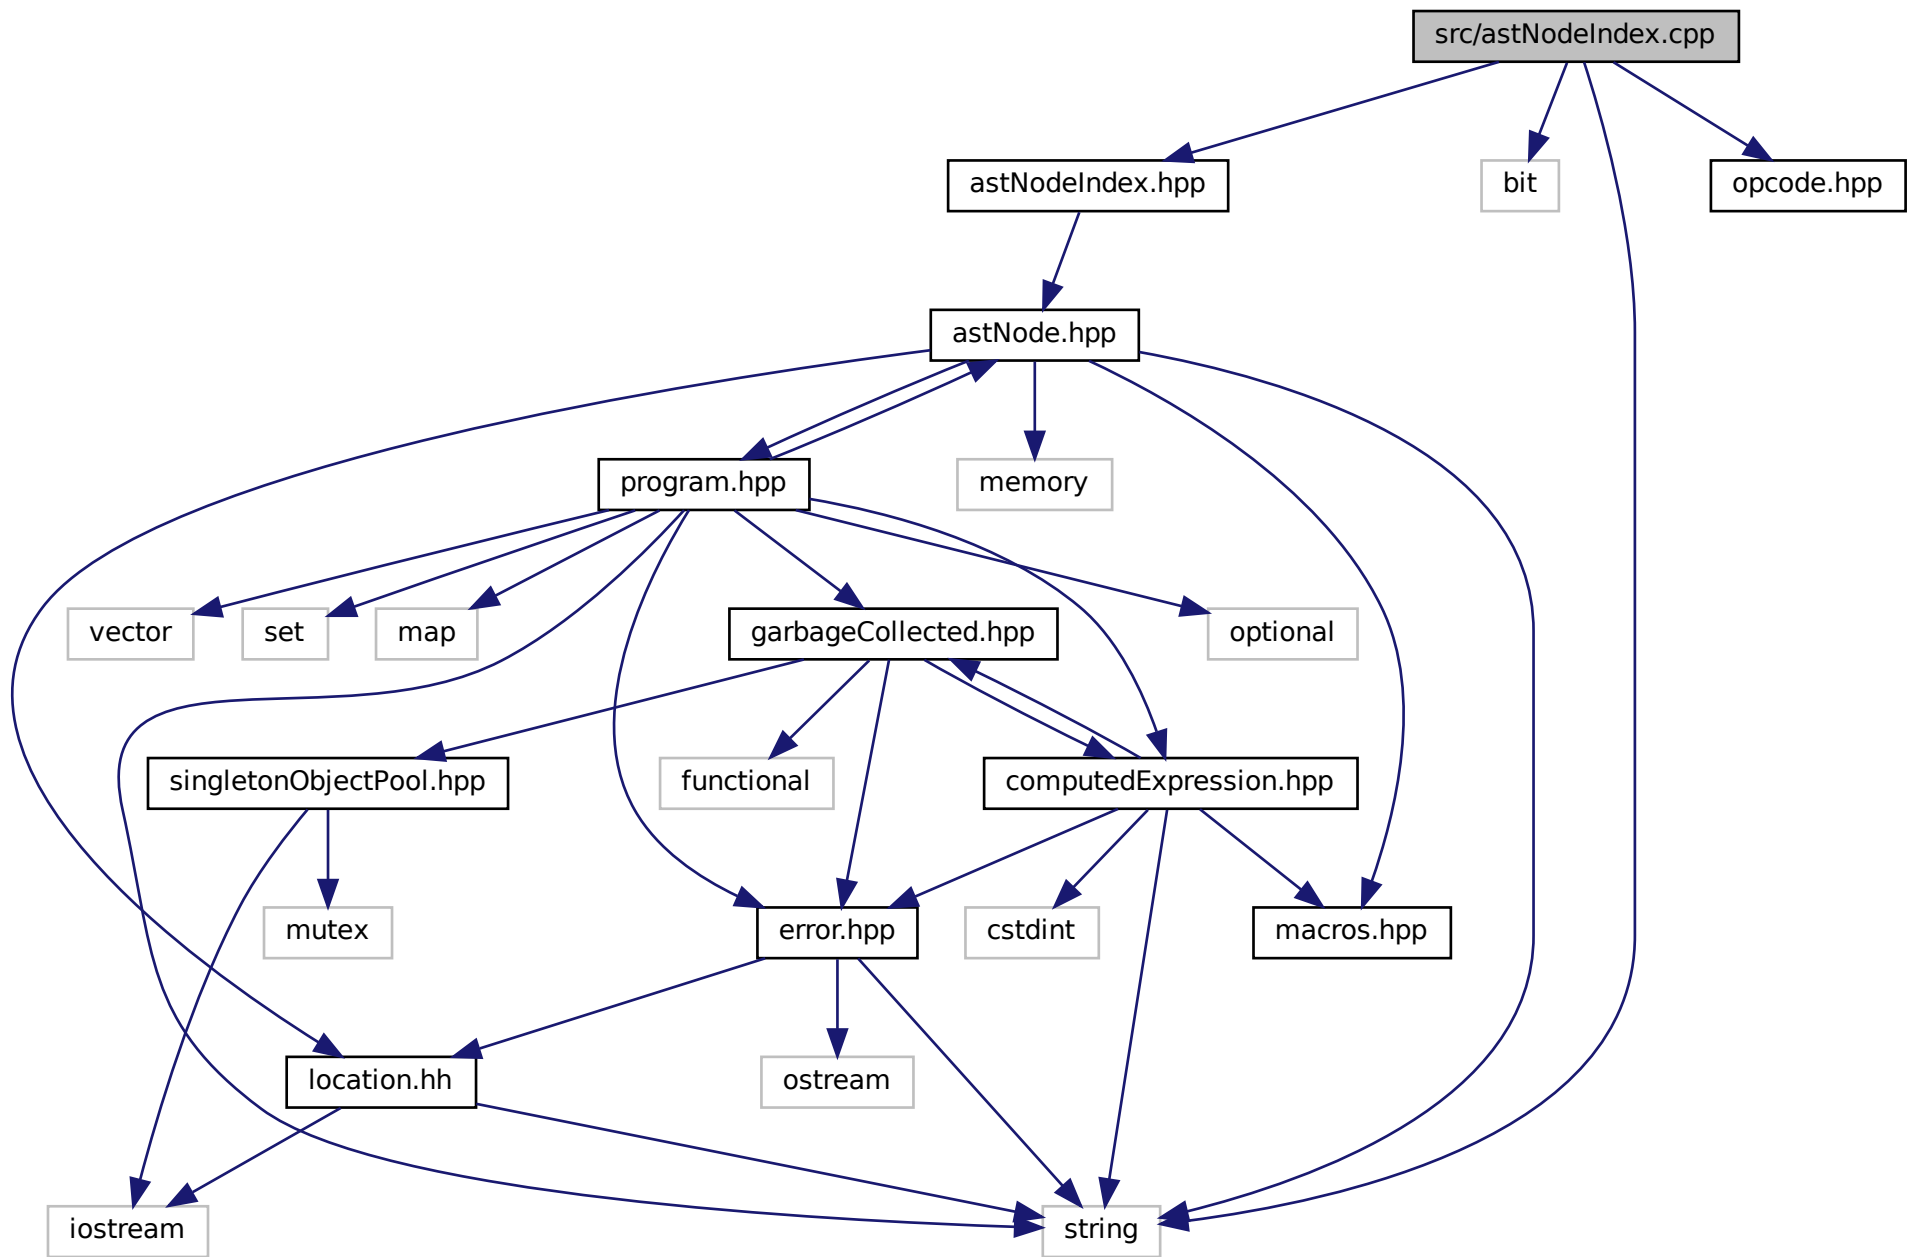 src/astNodeIndex.cpp
astNodeIndex.hpp
bit
opcode.hpp
astNode.hpp
program.hpp
memory
vector
set
map
garbageCollected.hpp
optional
singletonObjectPool.hpp
functional
computedExpression.hpp
mutex
error.hpp
cstdint
macros.hpp
location.hh
ostream
iostream
string